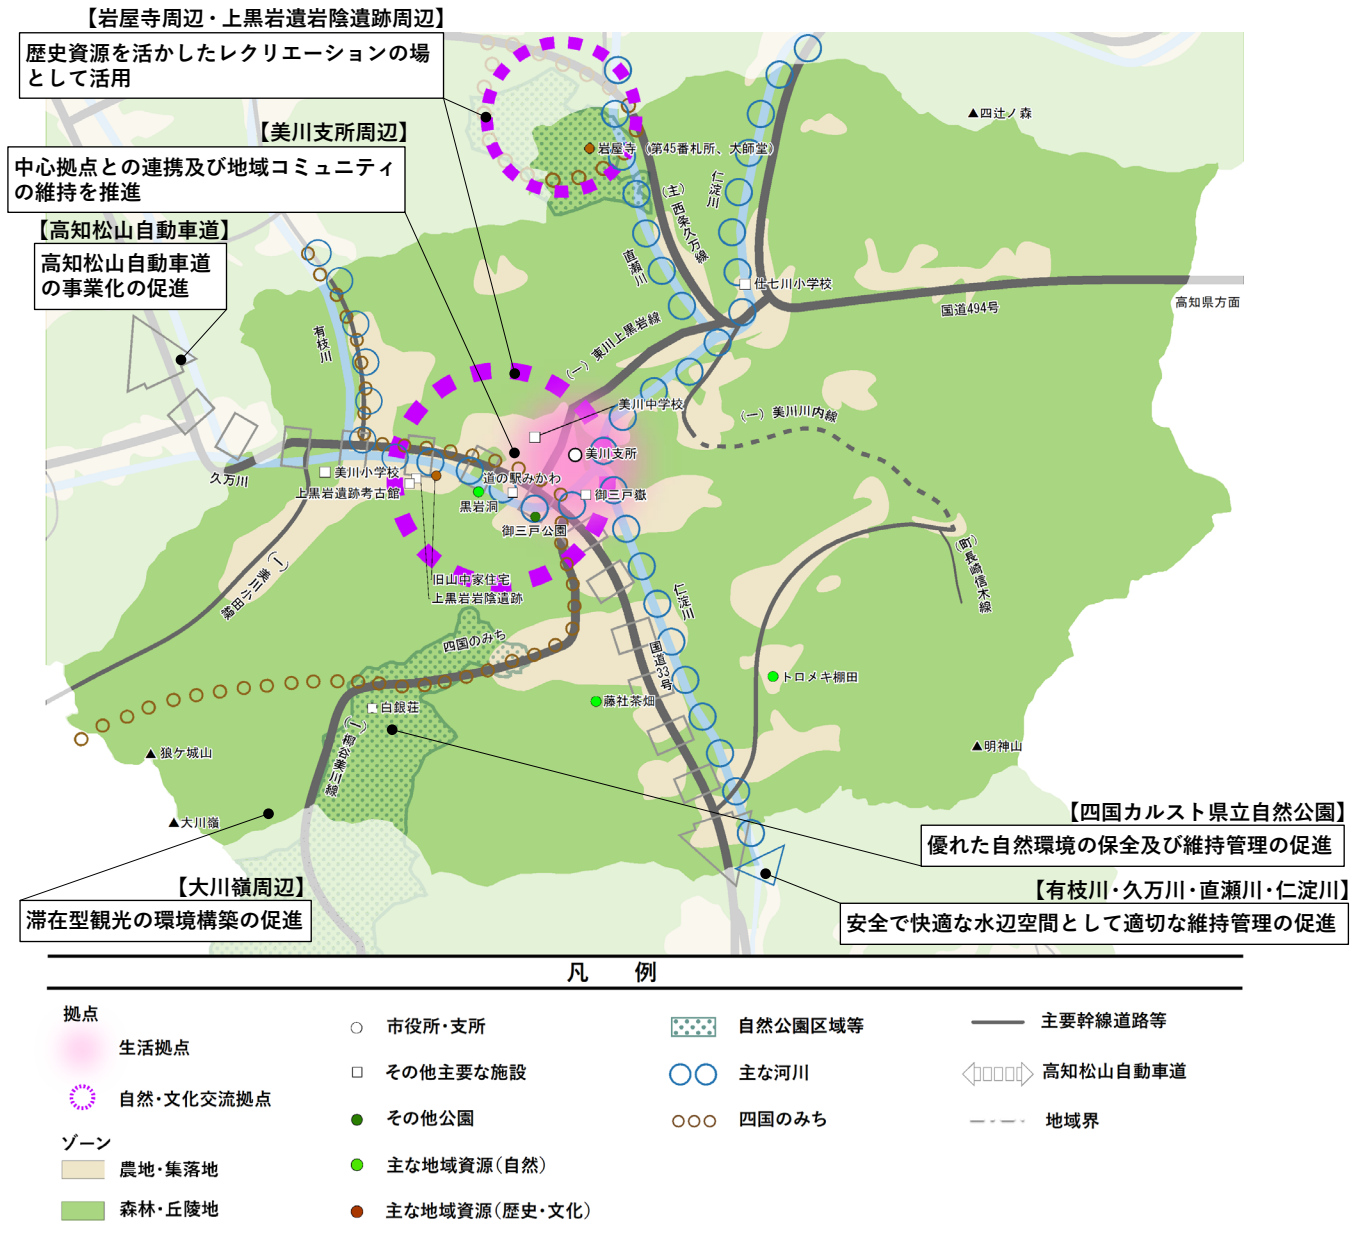 【岩屋寺周辺・上黒岩遺岩陰遺跡周辺】
歴史資源を活かしたレクリエーションの場
として活用
【美川支所周辺】
中心拠点との連携及び地域コミュニティ
の維持を推進
【高知松山自動車道】
高知松山自動車道
の事業化の促進
▲四辻ノ森
岩屋寺（第45番札所、大師堂）
（主）西条久万線
仁淀川
直瀬川
仕七川小学校
国道494号
高知県方面
有枝川
（一）東川上黒岩線
美川中学校
（一）美川川内線
美川支所
久万川
美川小学校
上黒岩遺跡考古館
道の駅みかわ
黒岩洞
御三戸嶽
御三戸公園
（町）長崎信木線
旧山中家住宅
上黒岩岩陰遺跡
（一）美川小田線
仁淀川
四国のみち
国道33号
トロメキ棚田
藤社茶畑
白銀荘
（一）柳谷美川線
▲狼ケ城山
▲明神山
▲大川嶺
【四国カルスト県立自然公園】
優れた自然環境の保全及び維持管理の促進
【大川嶺周辺】
滞在型観光の環境構築の促進
【有枝川・久万川・直瀬川・仁淀川】
安全で快適な水辺空間として適切な維持管理の促進
凡　例
拠点
生活拠点
自然・文化交流拠点
ゾーン
農地・集落地
森林・丘陵地
市役所・支所
その他主要な施設
その他公園
主な地域資源（自然）
主な地域資源（歴史・文化）
自然公園区域等
主な河川
四国のみち
主要幹線道路等
高知松山自動車道
地域界